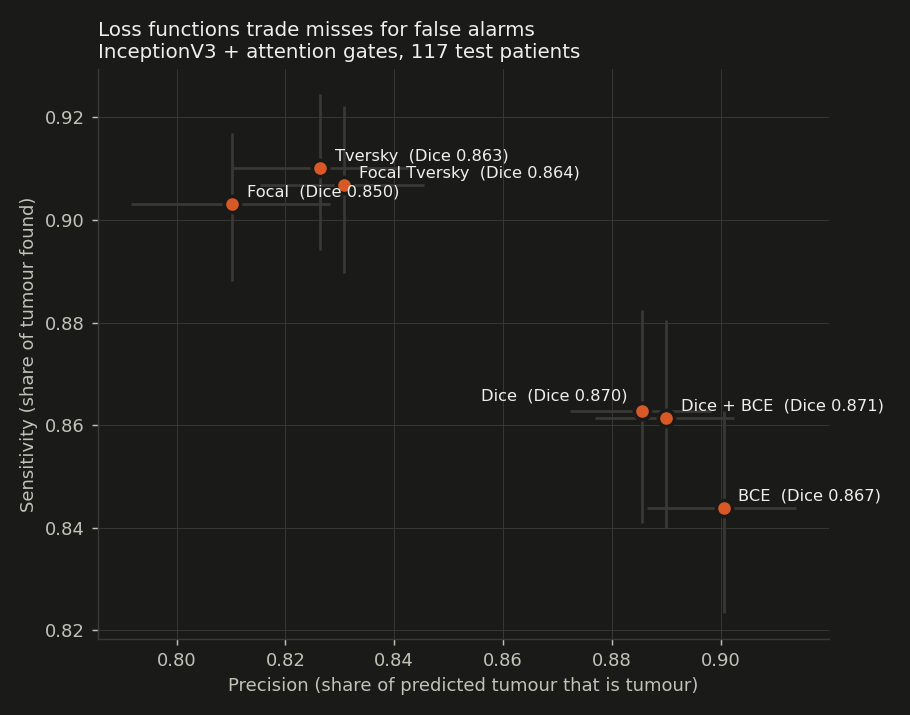 Loss functions trade misses for false alarms
InceptionV3 + attention gates, 117 test patients
0.92
0.90
0.88
0.86
0.84
0.82
Sensitivity (share of tumour found)
Tversky (Dice 0.863)
Focal Tversky (Dice 0.864)
Focal (Dice 0.850)
Dice (Dice 0.870)
Dice + BCE (Dice 0.871)
BCE (Dice 0.867)
0.80 0.82 0.84 0.86 0.88 0.90
Precision (share of predicted tumour that is tumour)